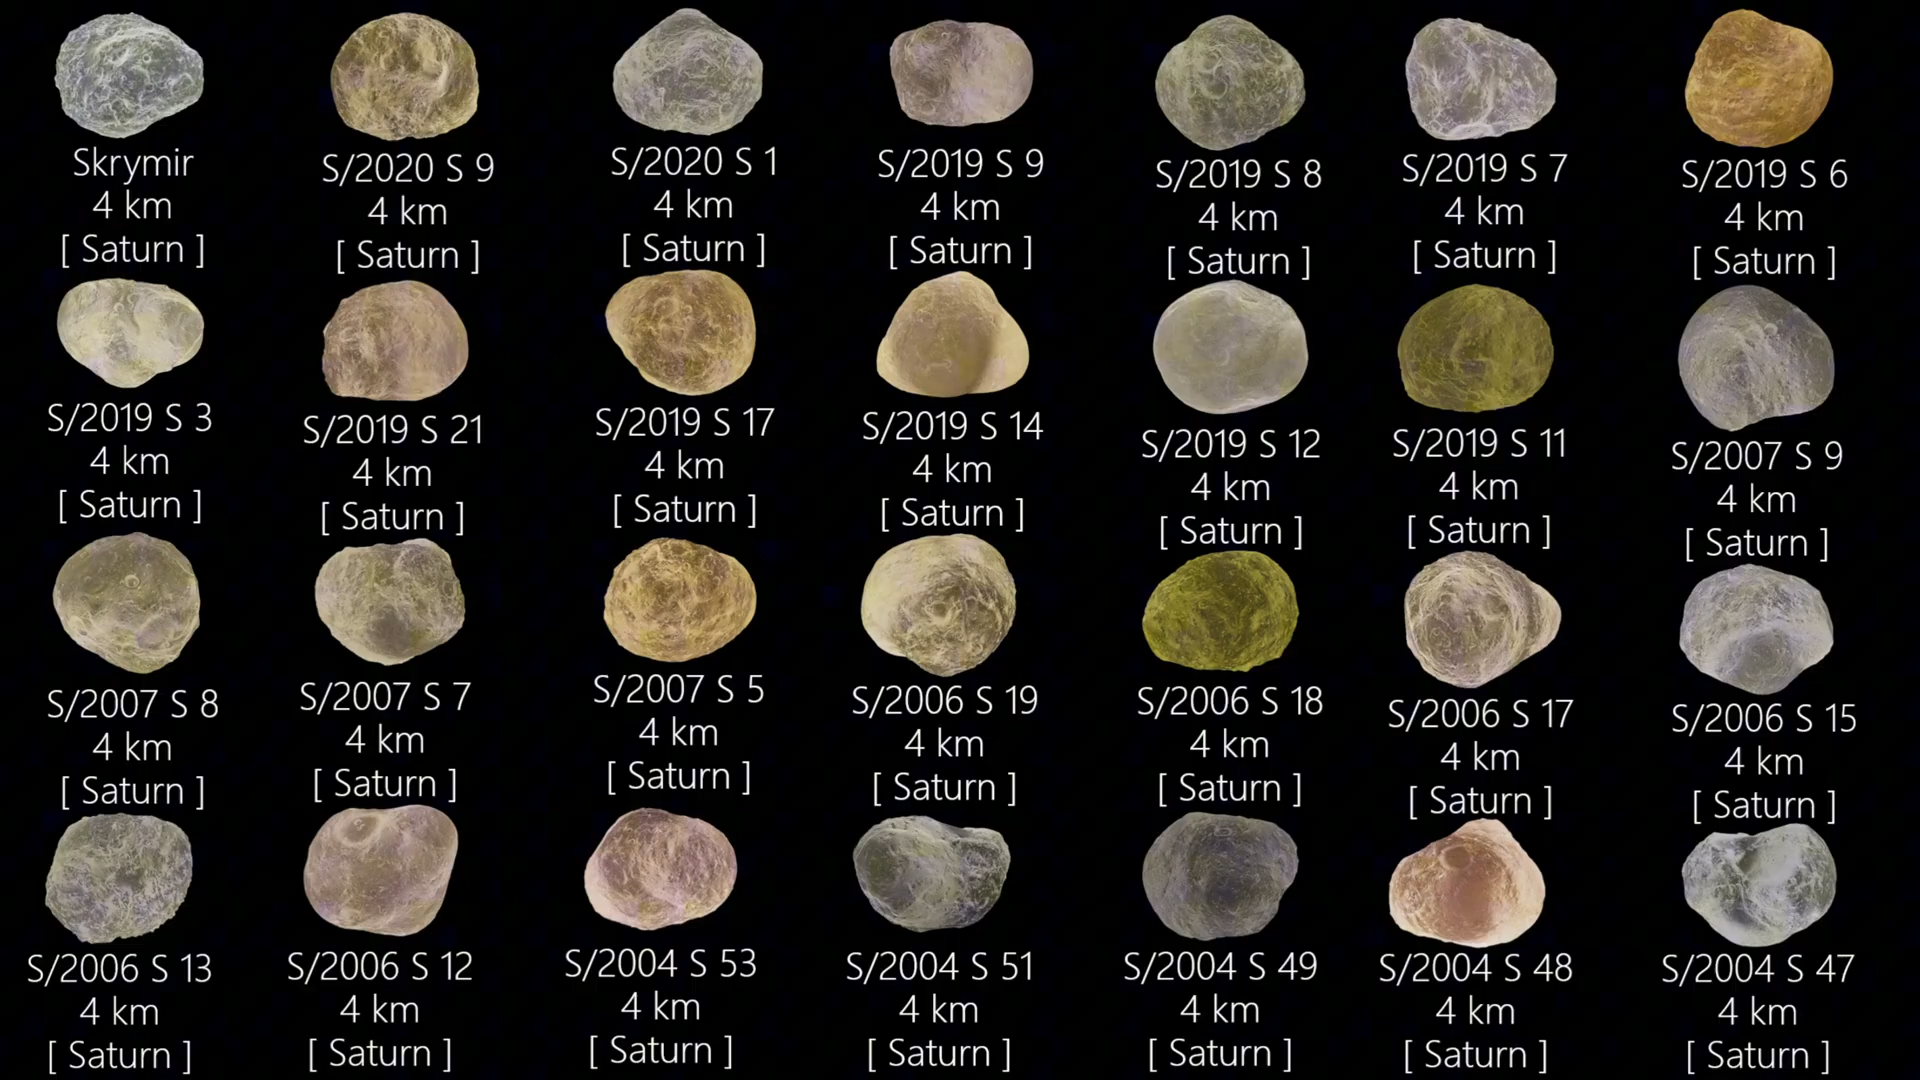 Skrymir
4 km
[ Saturn ]
S/2020 S 9
4 km
[ Saturn ]
S/2020 S 1
4 km
[ Saturn ]
S/2019 S 9
4 km
[ Saturn ]
S/2019 S 8
4 km
[ Saturn ]
S/2019 S 7
4 km
[ Saturn ]
S/2019 S 6
4 km
[ Saturn ]
S/2019 S 3
4 km
[ Saturn ]
S/2019 S 21
4 km
[ Saturn ]
S/2019 S 17
4 km
[ Saturn ]
S/2019 S 14
4 km
[ Saturn ]
S/2019 S 12
4 km
[ Saturn ]
S/2019 S 11
4 km
[ Saturn ]
S/2007 S 9
4 km
[ Saturn ]
S/2007 S 8
4 km
[ Saturn ]
S/2007 S 7
4 km
[ Saturn ]
S/2007 S 5
4 km
[ Saturn ]
S/2006 S 19
4 km
[ Saturn ]
S/2006 S 18
4 km
[ Saturn ]
S/2006 S 17
4 km
[ Saturn ]
S/2006 S 15
4 km
[ Saturn ]
S/2006 S 13
4 km
[ Saturn ]
S/2006 S 12
4 km
[ Saturn ]
S/2004 S 53
4 km
[ Saturn ]
S/2004 S 51
4 km
[ Saturn ]
S/2004 S 49
4 km
[ Saturn ]
S/2004 S 48
4 km
[ Saturn ]
S/2004 S 47
4 km
[ Saturn ]